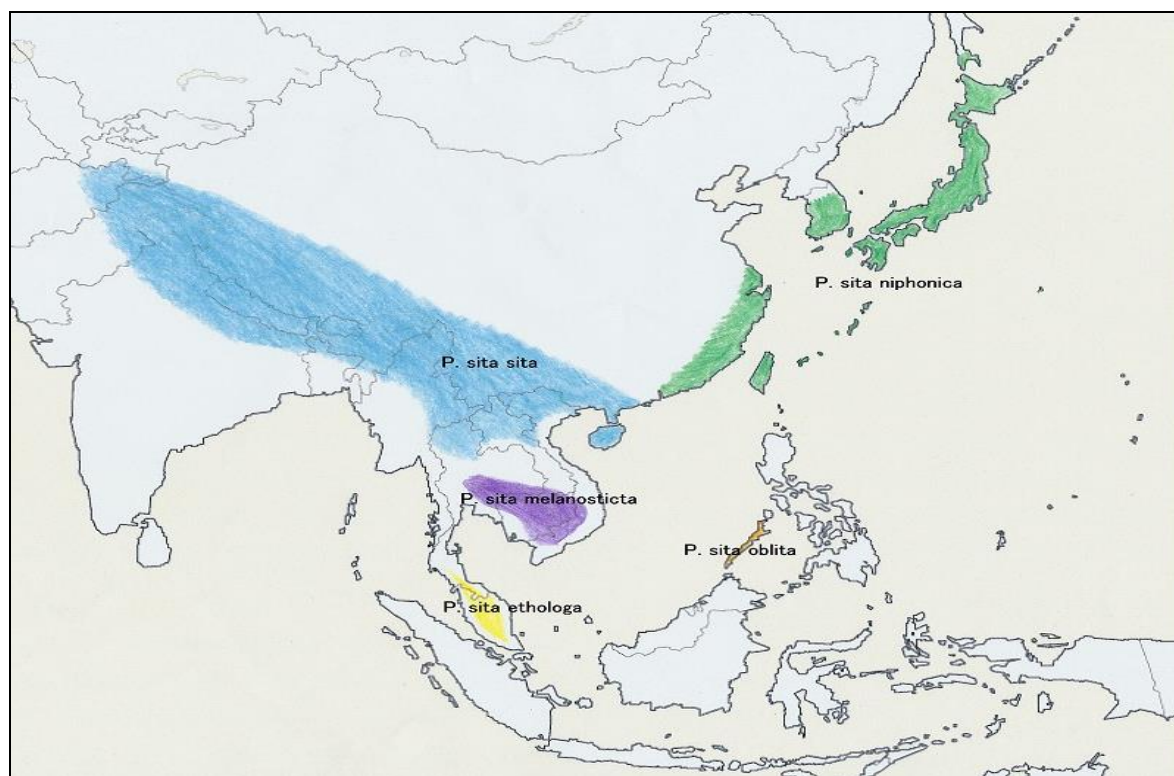 P. sita niphonica
P. sita sita
P. sita melanosticta
P. sita oblita
P. sita ethologa